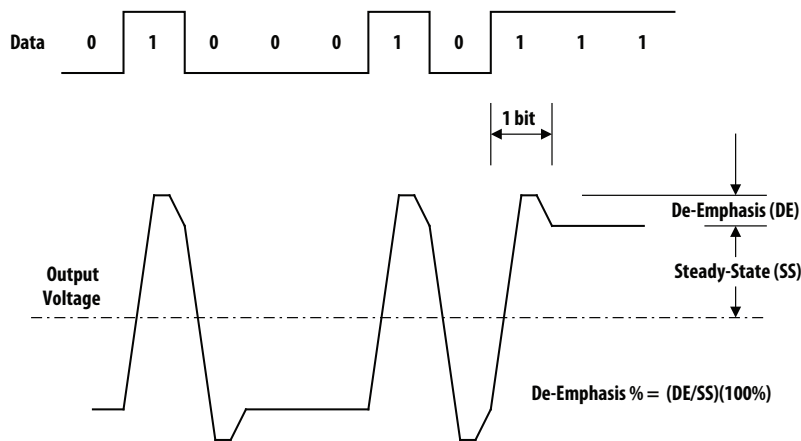 Data 0 1 0 0 0 1 0 1 1 1
1 bit
De-Emphasis (DE)
Steady-State (SS)
Output
Voltage
De-Emphasis % = (DE/SS)(100%)